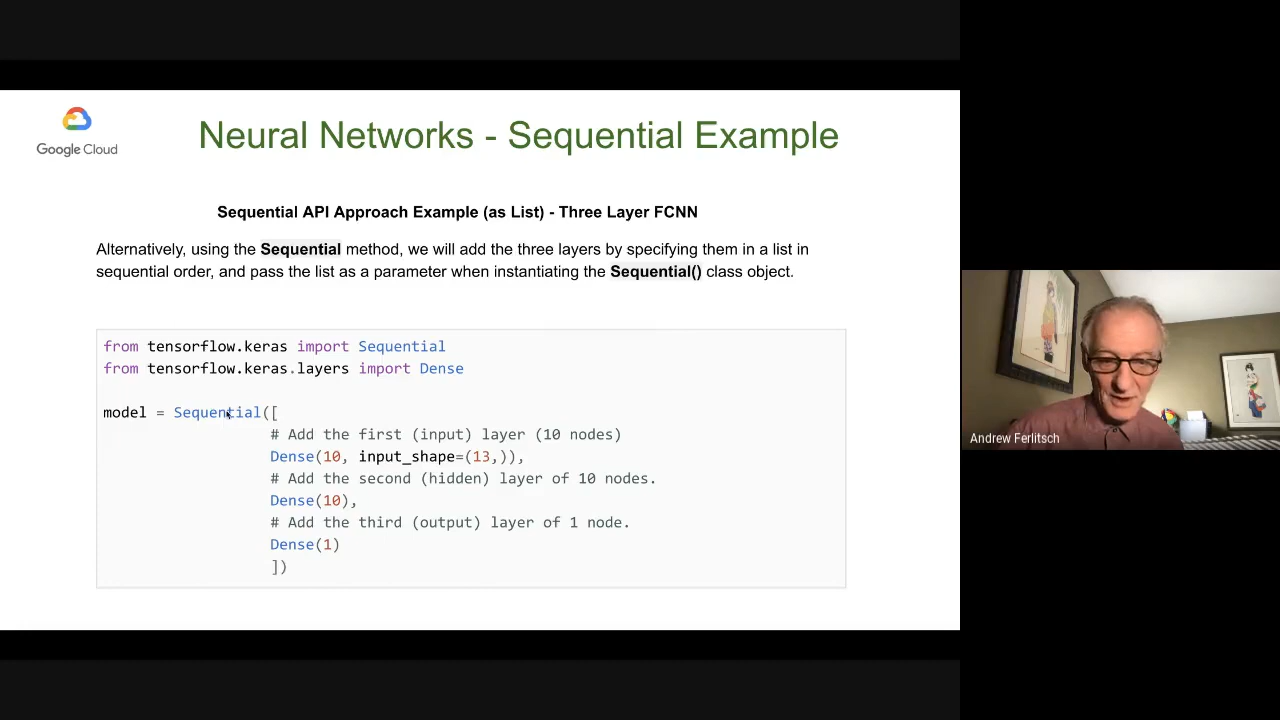 Google Cloud
Neural Networks - Sequential Example
Sequential API Approach Example (as List) - Three Layer FCNN
Alternatively, using the Sequential method, we will add the three layers by specifying them in a list in
sequential order, and pass the list as a parameter when instantiating the Sequential() class object.
from tensorflow.keras import Sequential
from tensorflow.keras.layers import Dense
model = Sequential([
# Add the first (input) layer (10 nodes)
Dense(10, input_shape=(13,)),
# Add the second (hidden) layer of 10 nodes.
Dense(10),
# Add the third (output) layer of 1 node.
Dense(1)
])
Andrew Ferlitsch